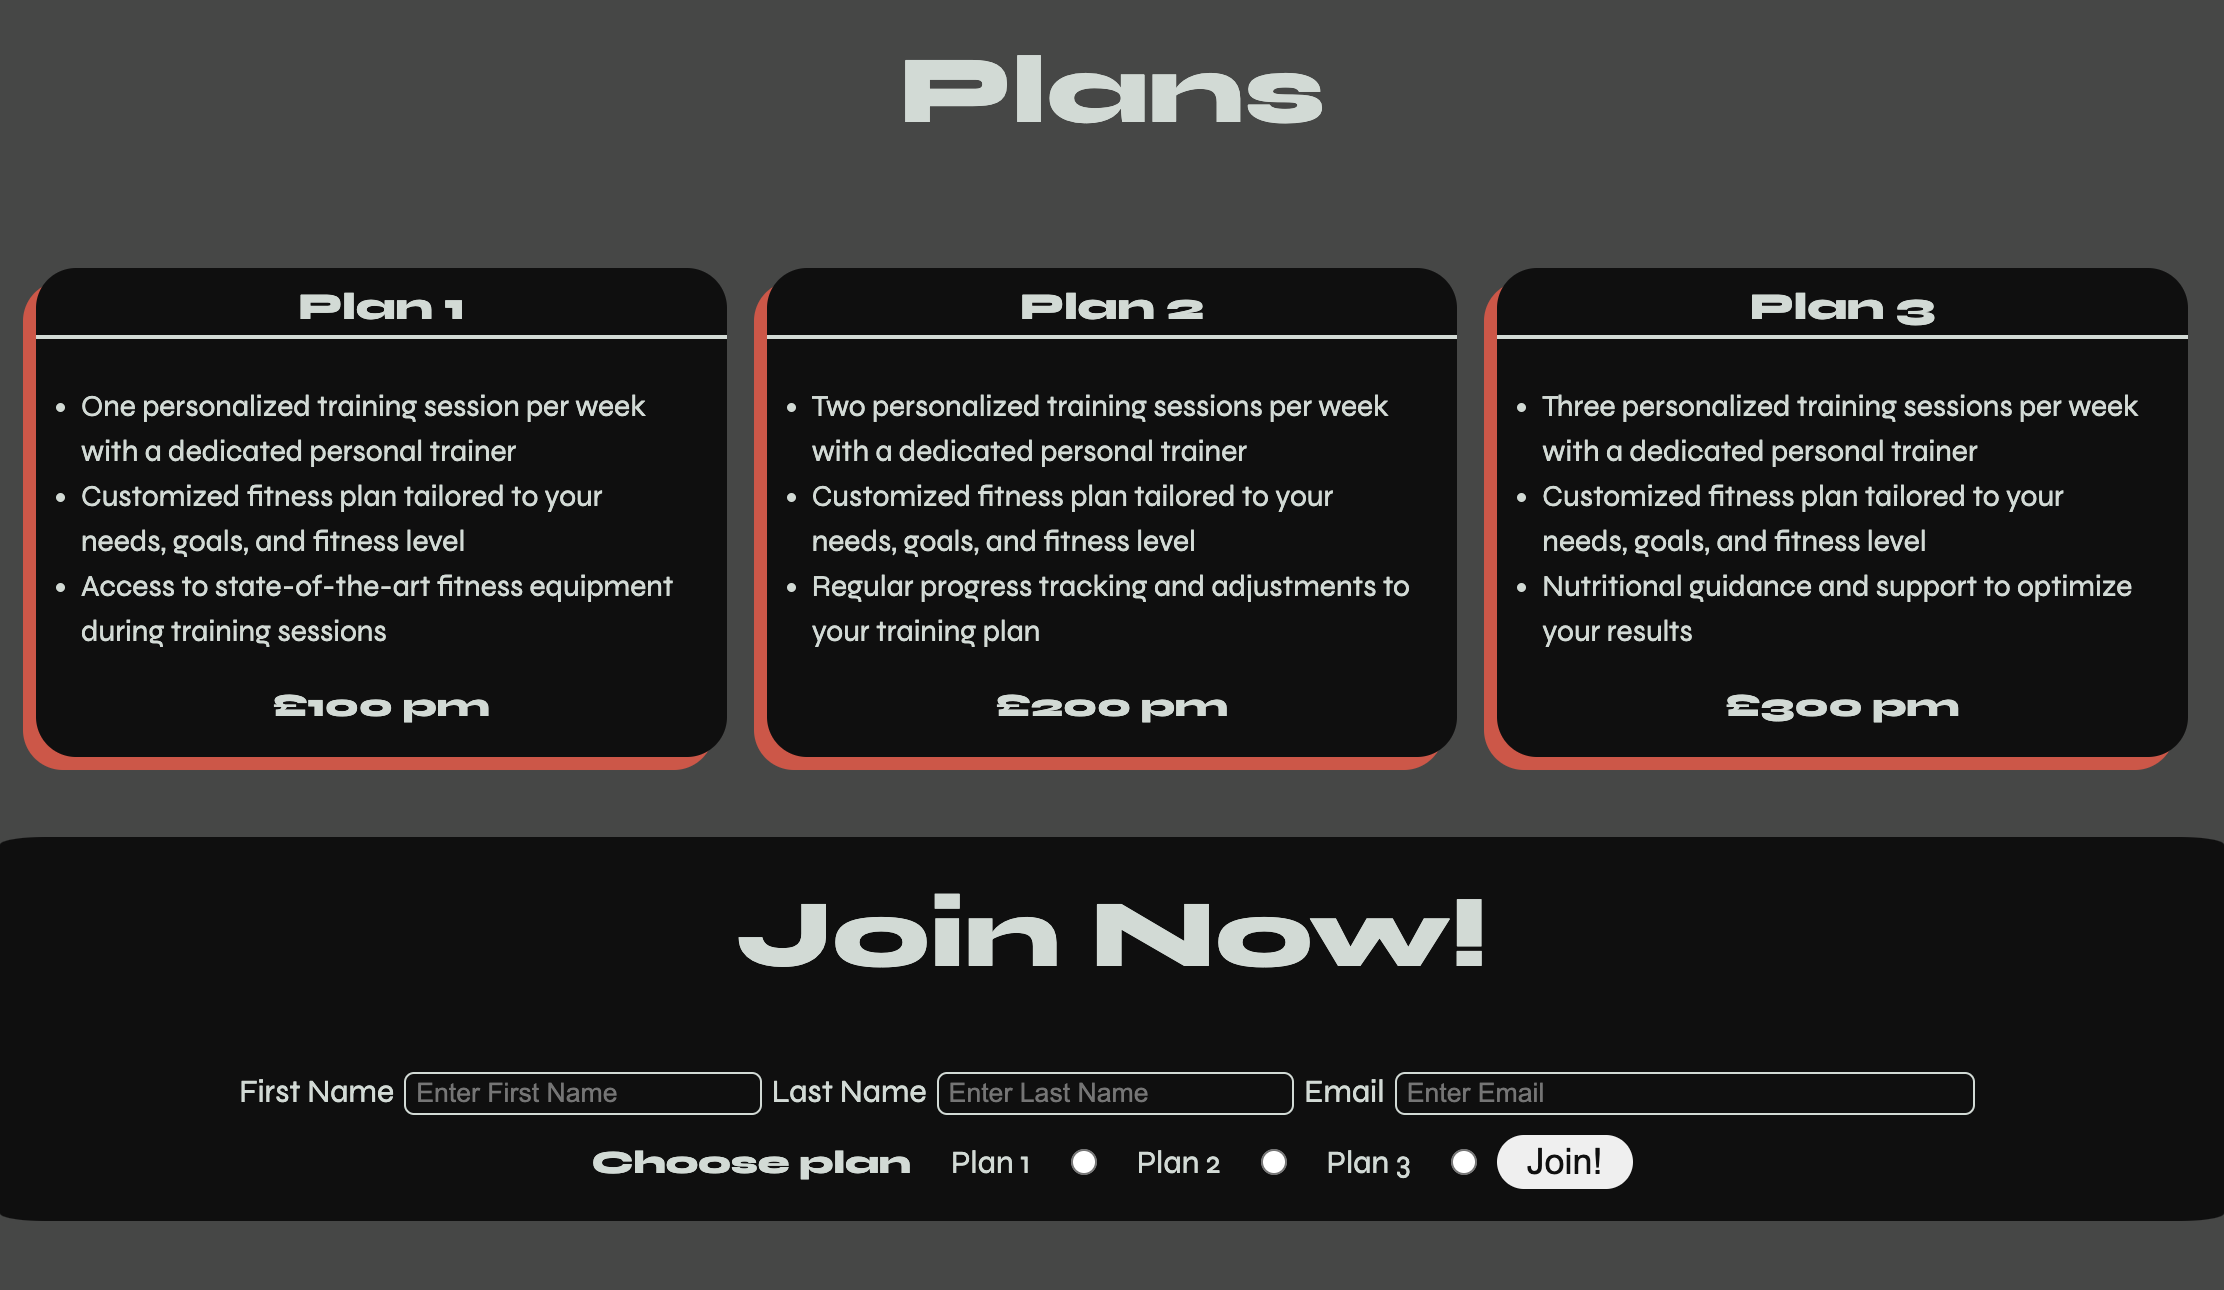 Plans
Plan 1
• One personalized training session per week
with a dedicated personal trainer
• Customized fitness plan tailored to your
needs, goals, and fitness level
• Access to state-of-the-art fitness equipment
during training sessions
£100 pm
Plan 2
• Two personalized training sessions per week
with a dedicated personal trainer
• Customized fitness plan tailored to your
needs, goals, and fitness level
• Regular progress tracking and adjustments to
your training plan
£200 pm
Plan 3
• Three personalized training sessions per week
with a dedicated personal trainer
• Customized fitness plan tailored to your
needs, goals, and fitness level
• Nutritional guidance and support to optimize
your results
£300 pm
Join Now!
First Name Enter First Name Last Name Enter Last Name Email Enter Email
Choose plan Plan 1 Plan 2 Plan 3 Join!